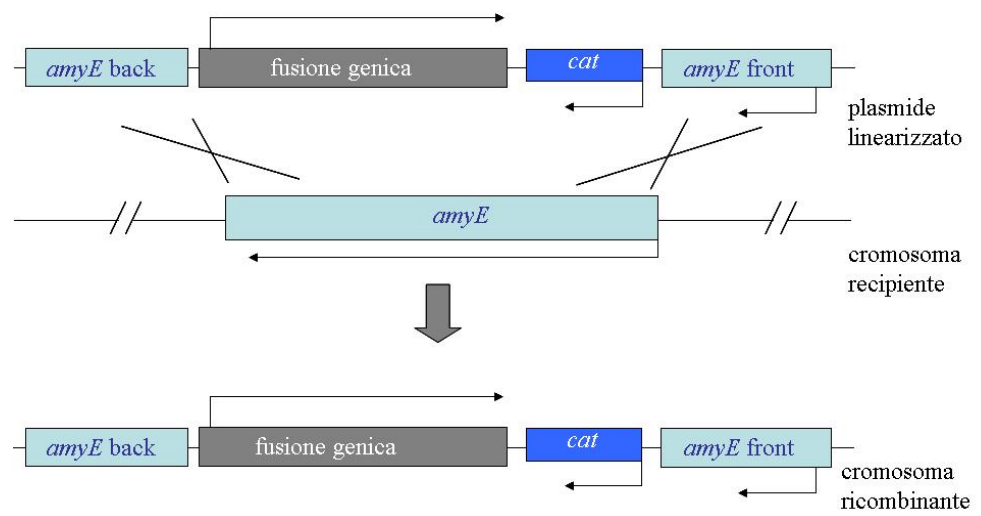 amyE back
fusione genica
cat
amyE front
plasmide
linearizzato
amyE
cromosoma
recipiente
amyE back
fusione genica
cat
amyE front
cromosoma
ricombinante